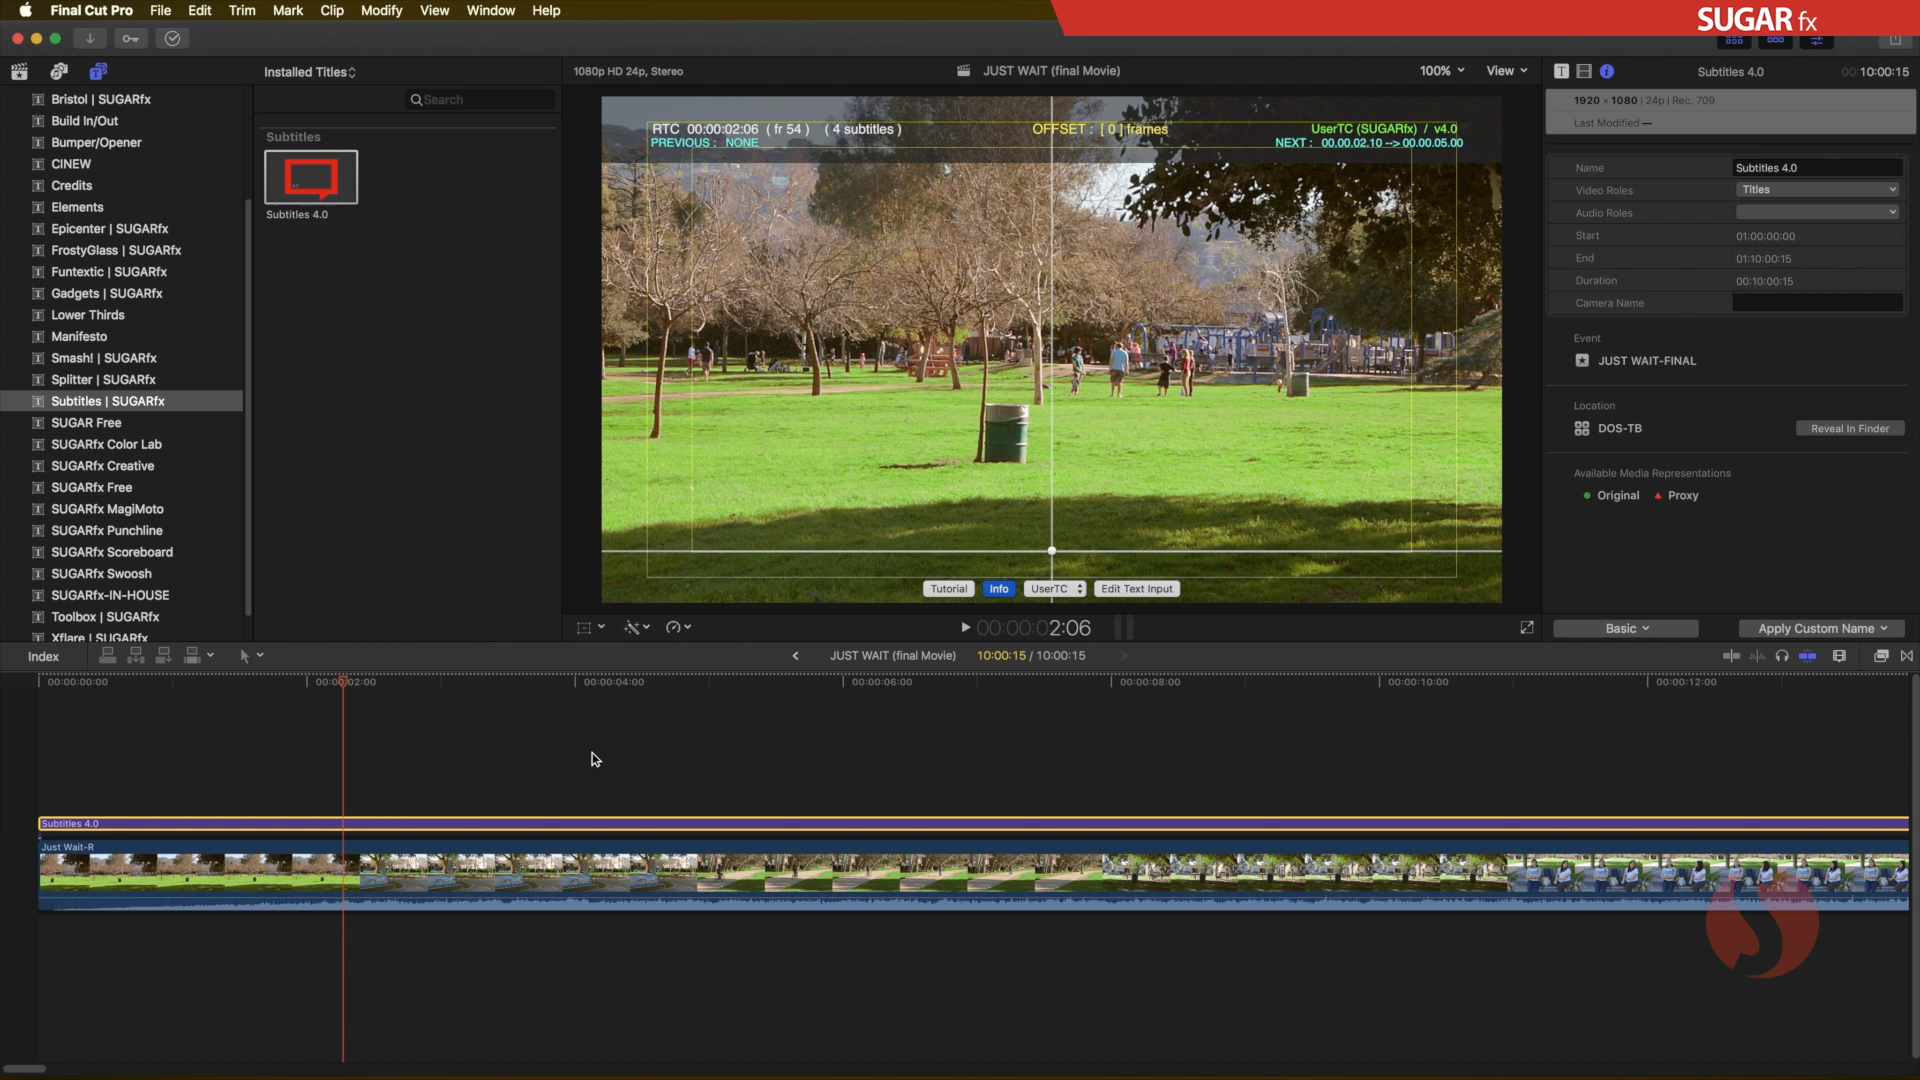 Final Cut Pro File Edit Trim Mark Clip Modify View Window Help
SUGAR fx
Installed Titles
1080p HD 24p, Stereo
JUST WAIT (final Movie)
100%
View
Subtitles 4.0
00:10:00:15
Bristol | SUGARfx
Build In/Out
Bumper/Opener
CINEW
Credits
Elements
Epicenter | SUGARfx
FrostyGlass | SUGARfx
Funtextic | SUGARfx
Gadgets | SUGARfx
Lower Thirds
Manifesto
Smash! | SUGARfx
Splitter | SUGARfx
Subtitles | SUGARfx
SUGAR Free
SUGARfx Color Lab
SUGARfx Creative
SUGARfx Free
SUGARfx MagiMoto
SUGARfx Punchline
SUGARfx Scoreboard
SUGARfx Swoosh
SUGARfx-IN-HOUSE
Toolbox | SUGARfx
Xflare | SUGARfx
Search
Subtitles
Subtitles 4.0
RTC 00:00:02:06 ( fr 54 ) ( 4 subtitles )
OFFSET : [ 0 ] frames
UserTC (SUGARfx) / v4.0
PREVIOUS : NONE
NEXT : 00.00.02.10 --> 00.00.05.00
Tutorial
Info
UserTC
Edit Text Input
00:00:02:06
1920 × 1080 | 24p | Rec. 709
Last Modified —
Name Subtitles 4.0
Video Roles Titles
Audio Roles
Start 01:00:00:00
End 01:10:00:15
Duration 00:10:00:15
Camera Name
Event
JUST WAIT-FINAL
Location
DOS-TB
Reveal In Finder
Available Media Representations
Original Proxy
Basic
Apply Custom Name
Index
JUST WAIT (final Movie)
10:00:15 / 10:00:15
00:00:00:00
00:00:02:00
00:00:04:00
00:00:06:00
00:00:08:00
00:00:10:00
00:00:12:00
Subtitles 4.0
Just Wait-R